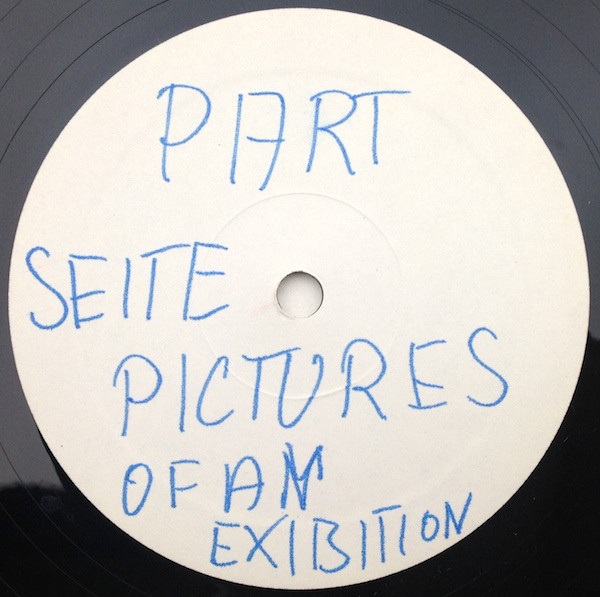 PART
SEITE
PICTURES
OF AN
EXIBITION